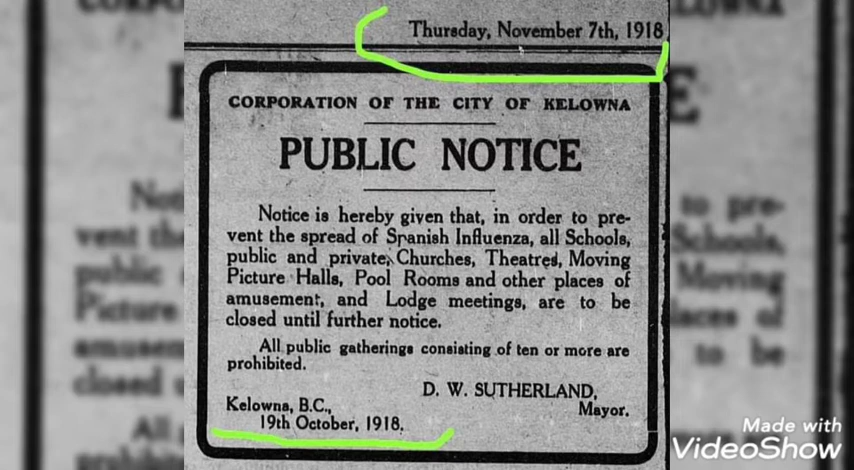 Thursday, November 7th, 1918
CORPORATION OF THE CITY OF KELOWNA
PUBLIC NOTICE
Notice is hereby given that, in order to pre-
vent the spread of Spanish Influenza, all Schools,
public and private, Churches, Theatres, Moving
Picture Halls, Pool Rooms and other places of
amusement, and Lodge meetings, are to be
closed until further notice.
All public gatherings consisting of ten or more are
prohibited.
D. W. SUTHERLAND,
Mayor.
Kelowna, B.C.,
19th October, 1918.
Made with
VideoShow